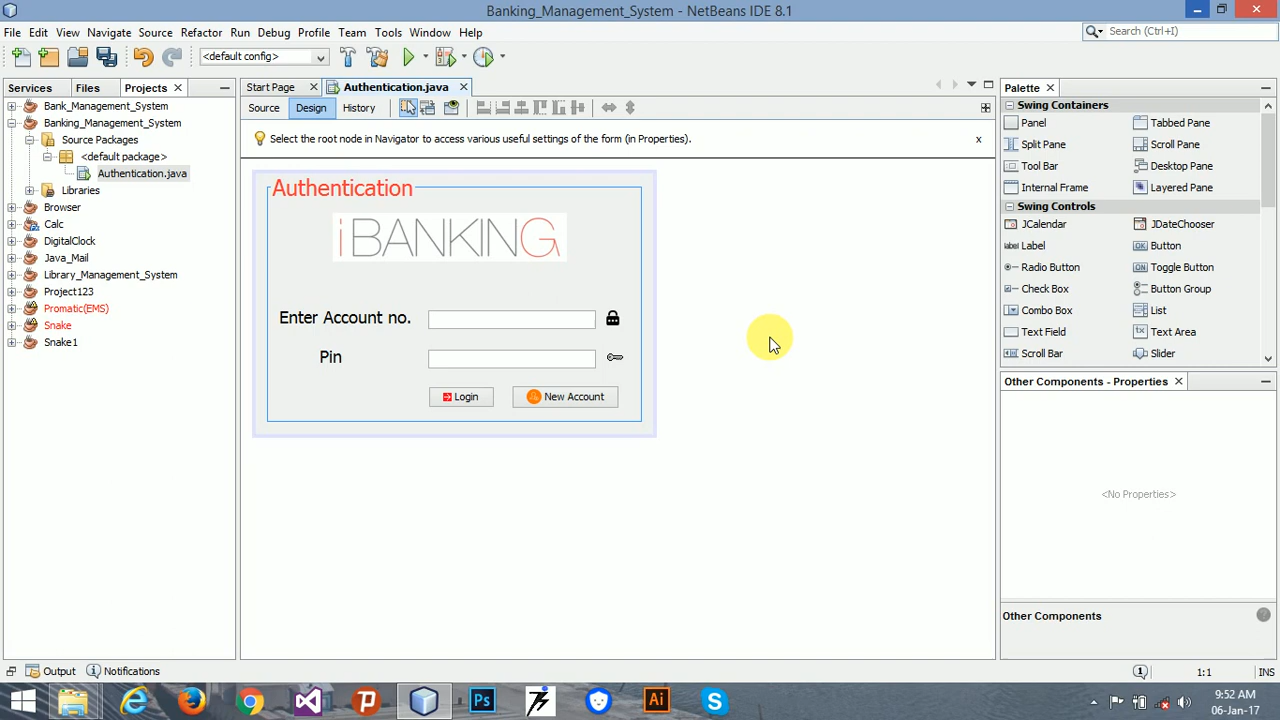 Banking_Management_System - NetBeans IDE 8.1
File Edit View Navigate Source Refactor Run Debug Profile Team Tools Window Help
Search (Ctrl+I)
<default config>
Services Files Projects
Start Page Authentication.java
Source Design History
Bank_Management_System
Banking_Management_System
Source Packages
<default package>
Authentication.java
Libraries
Browser
Calc
DigitalClock
Java_Mail
Library_Management_System
Project123
Promatic(EMS)
Snake
Snake1
Select the root node in Navigator to access various useful settings of the form (in Properties). x
Authentication
iBANKING
Enter Account no.
Pin
Login New Account
Palette
Swing Containers
Panel Tabbed Pane
Split Pane Scroll Pane
Tool Bar Desktop Pane
Internal Frame Layered Pane
Swing Controls
JCalendar JDateChooser
label Label OK Button
Radio Button ON Toggle Button
Check Box Button Group
Combo Box List
Text Field Text Area
Scroll Bar Slider
Other Components - Properties
<No Properties>
Other Components
Output Notifications
1 1:1 INS
Ps Ai S
9:52 AM
06-Jan-17